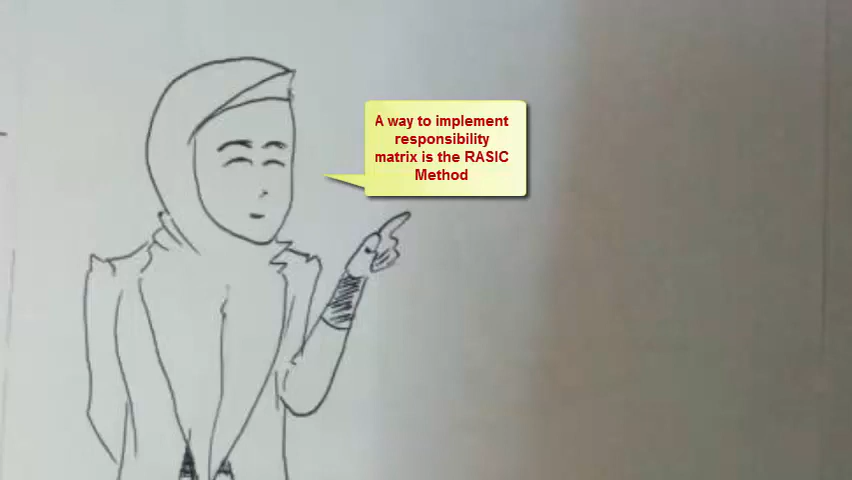 A way to implement
responsibility
matrix is the RASIC
Method